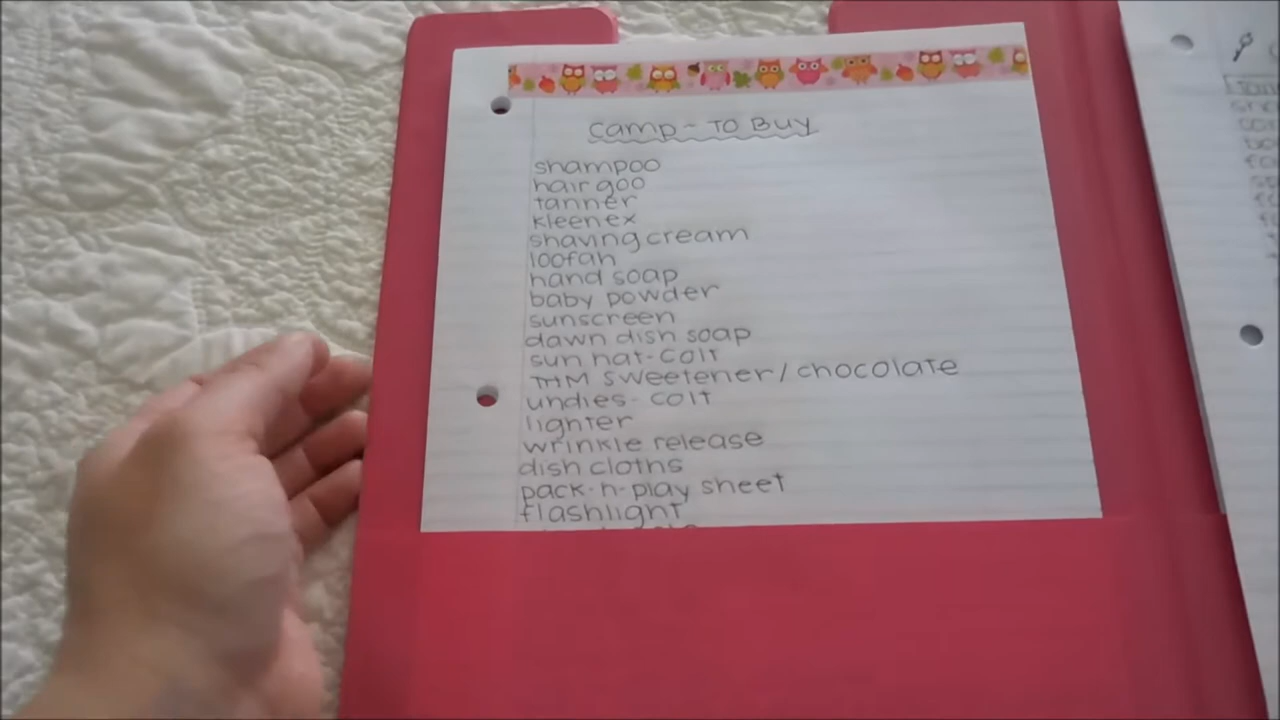 camp - TO BUY
shampoo
hair goo
tanner
kleenex
shaving cream
loofah
hand soap
baby powder
sunscreen
dawn dish soap
sun hat - COLT
THM sweetener / chocolate
undies - COLT
lighter
wrinkle release
dish cloths
pack-n-play sheet
flashlight